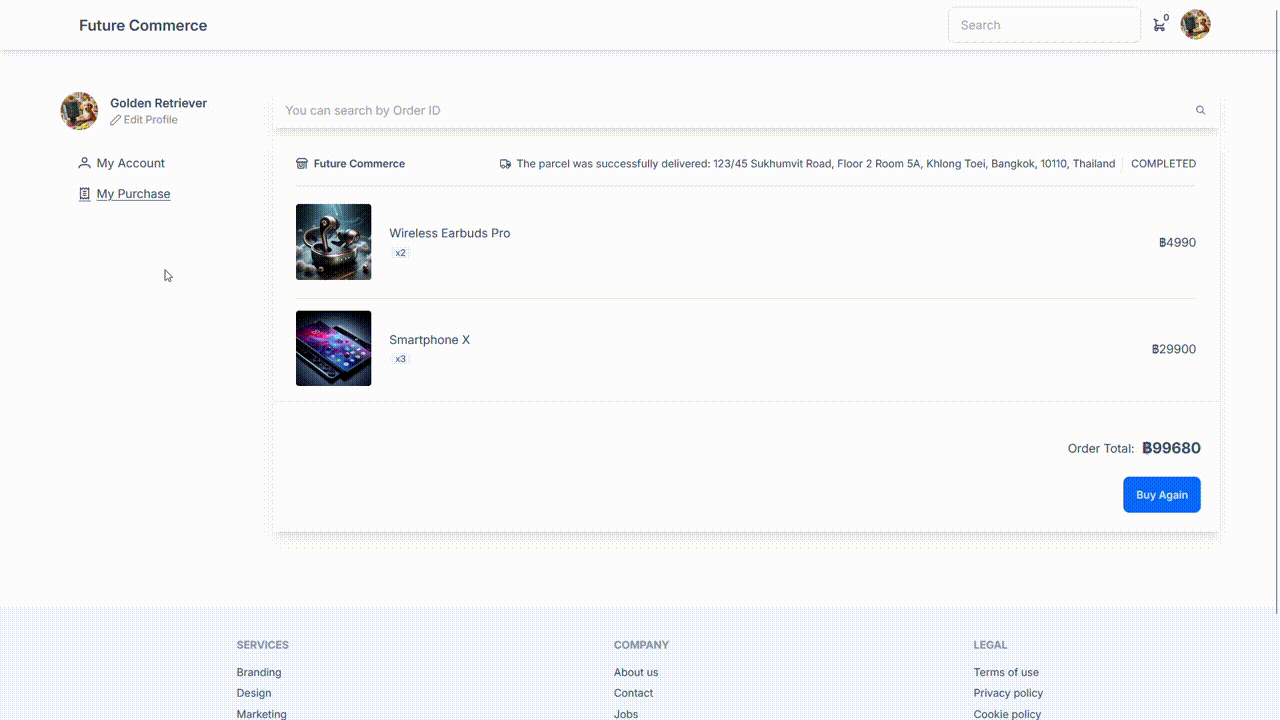 Future Commerce
Search
0
Golden Retriever
Edit Profile
My Account
My Purchase
You can search by Order ID
Future Commerce
The parcel was successfully delivered: 123/45 Sukhumvit Road, Floor 2 Room 5A, Khlong Toei, Bangkok, 10110, Thailand
COMPLETED
Wireless Earbuds Pro
x2
฿4990
Smartphone X
x3
฿29900
Order Total: ฿99680
Buy Again
SERVICES
Branding
Design
Marketing
COMPANY
About us
Contact
Jobs
LEGAL
Terms of use
Privacy policy
Cookie policy